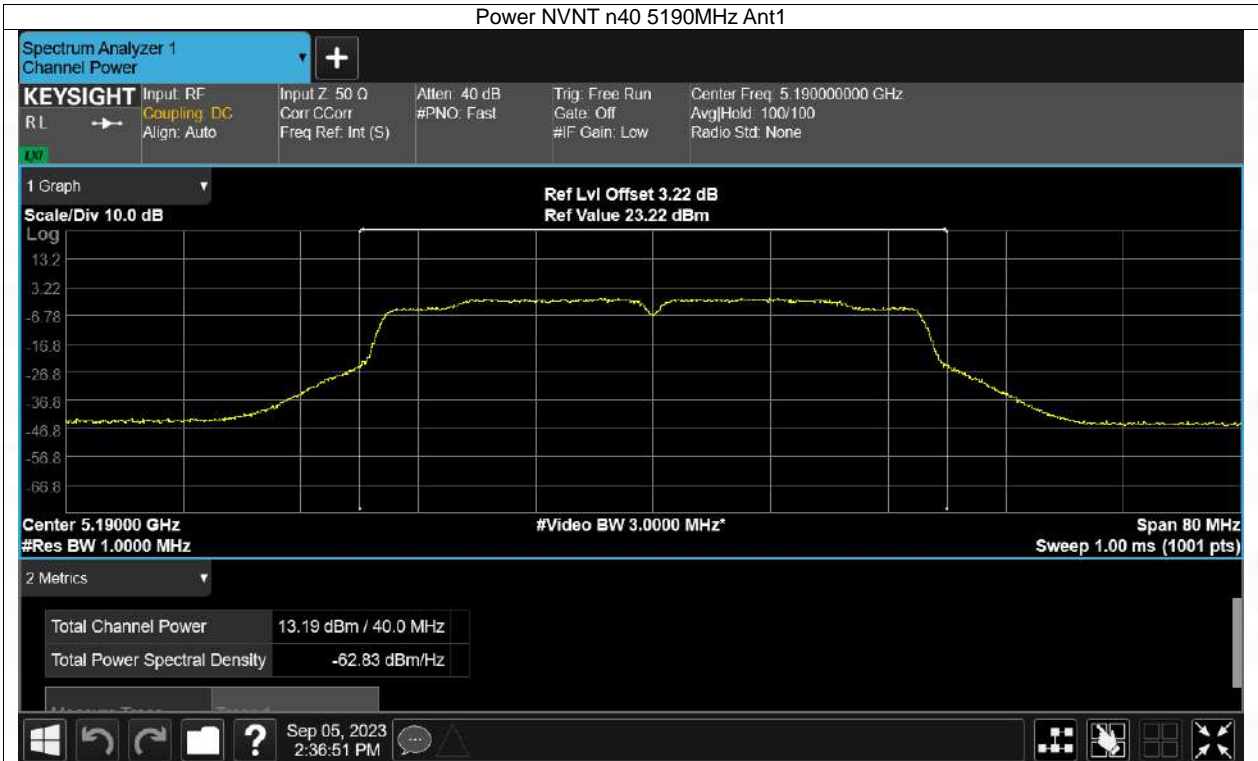 Power NVNT n40 5190MHz Ant1
Spectrum Analyzer 1
Channel Power
+
KEYSIGHT
RL
LXI
Input: RF
Coupling: DC
Align: Auto
Input Z: 50 Ω
Corr CCorr
Freq Ref: Int (S)
Atten: 40 dB
#PNO: Fast
Trig: Free Run
Gate: Off
#IF Gain: Low
Center Freq: 5.190000000 GHz
Avg|Hold: 100/100
Radio Std: None
1 Graph
Scale/Div 10.0 dB
Ref Lvl Offset 3.22 dB
Ref Value 23.22 dBm
Log
13.2
3.22
-6.78
-16.8
-26.8
-36.8
-46.8
-56.8
-66.8
Center 5.19000 GHz
#Video BW 3.0000 MHz*
Span 80 MHz
#Res BW 1.0000 MHz
Sweep 1.00 ms (1001 pts)
2 Metrics
Total Channel Power 13.19 dBm / 40.0 MHz
Total Power Spectral Density -62.83 dBm/Hz
?
Sep 05, 2023
2:36:51 PM